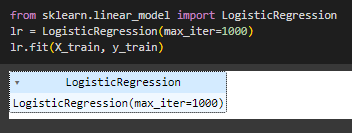 from sklearn.linear_model import LogisticRegression
lr = LogisticRegression(max_iter=1000)
lr.fit(X_train, y_train)
▾ LogisticRegression
LogisticRegression(max_iter=1000)